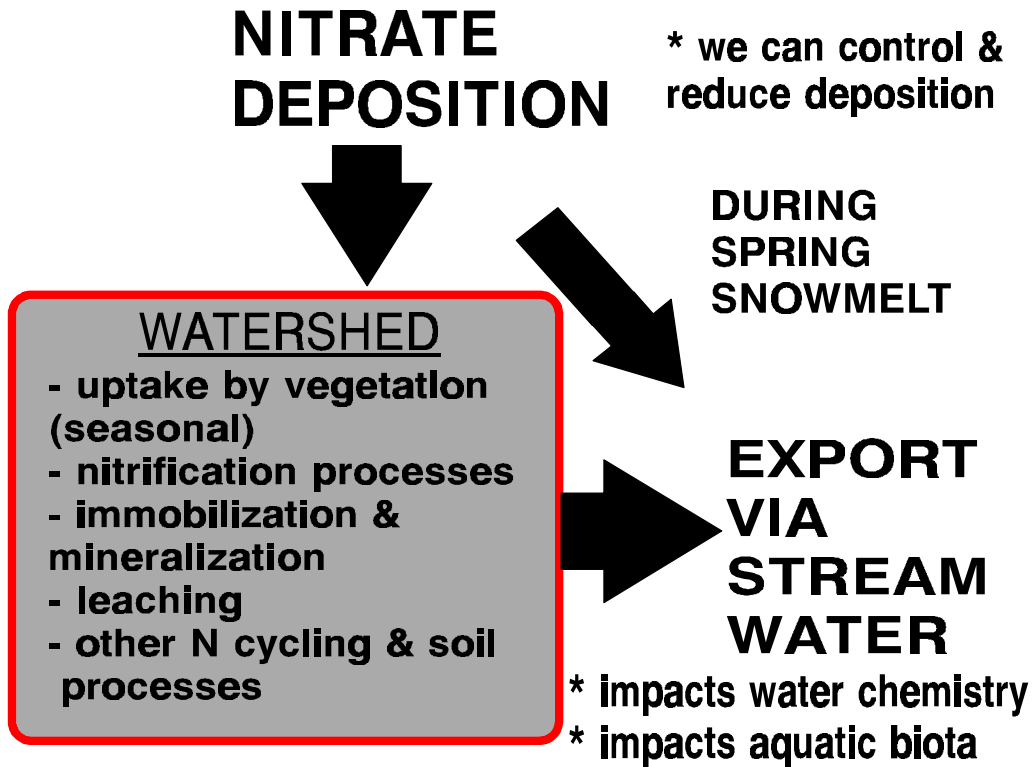 NITRATE
DEPOSITION
* we can control &
reduce deposition
DURING
SPRING
SNOWMELT
WATERSHED
- uptake by vegetatIon
(seasonal)
- nitrification processes
- immobilization &
mineralization
- leaching
- other N cycling & soil
processes
EXPORT
VIA
STREAM
WATER
* impacts water chemistry
* impacts aquatic biota